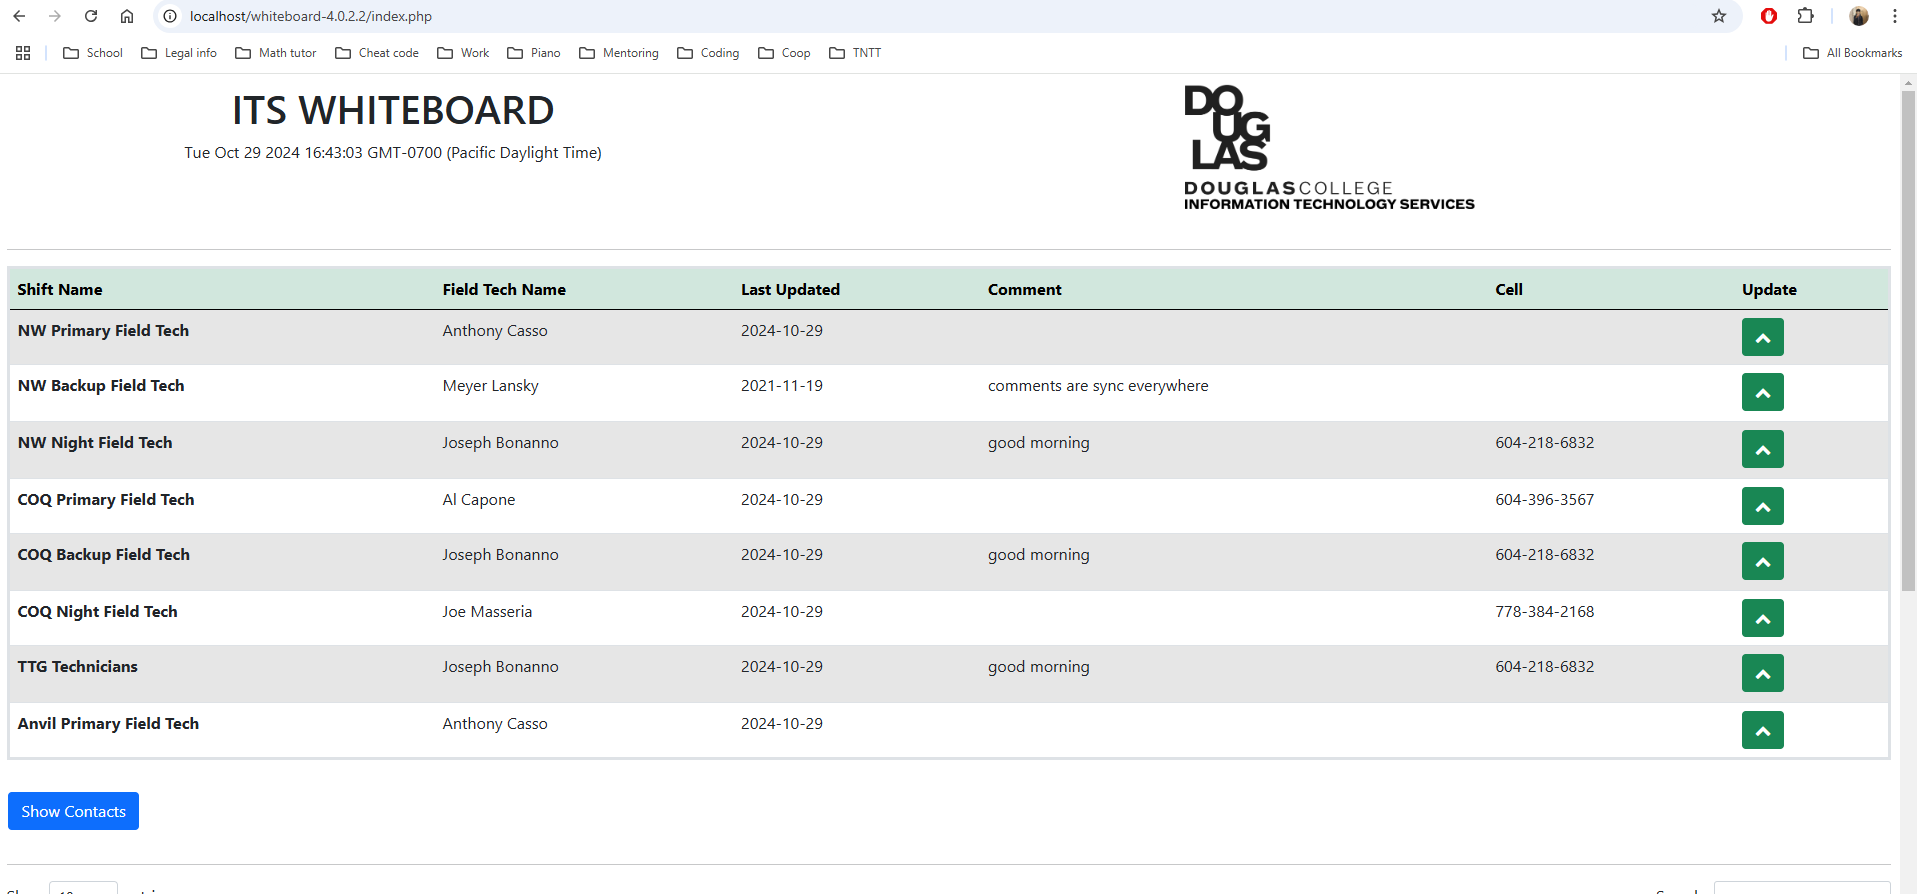 localhost/whiteboard-4.0.2.2/index.php
School Legal info Math tutor Cheat code Work Piano Mentoring Coding Coop TNTT All Bookmarks
ITS WHITEBOARD
Tue Oct 29 2024 16:43:03 GMT-0700 (Pacific Daylight Time)
DO
UG
LAS
DOUGLASCOLLEGE
INFORMATION TECHNOLOGY SERVICES
Shift Name Field Tech Name Last Updated Comment Cell Update
NW Primary Field Tech Anthony Casso 2024-10-29
NW Backup Field Tech Meyer Lansky 2021-11-19 comments are sync everywhere
NW Night Field Tech Joseph Bonanno 2024-10-29 good morning 604-218-6832
COQ Primary Field Tech Al Capone 2024-10-29 604-396-3567
COQ Backup Field Tech Joseph Bonanno 2024-10-29 good morning 604-218-6832
COQ Night Field Tech Joe Masseria 2024-10-29 778-384-2168
TTG Technicians Joseph Bonanno 2024-10-29 good morning 604-218-6832
Anvil Primary Field Tech Anthony Casso 2024-10-29
Show Contacts